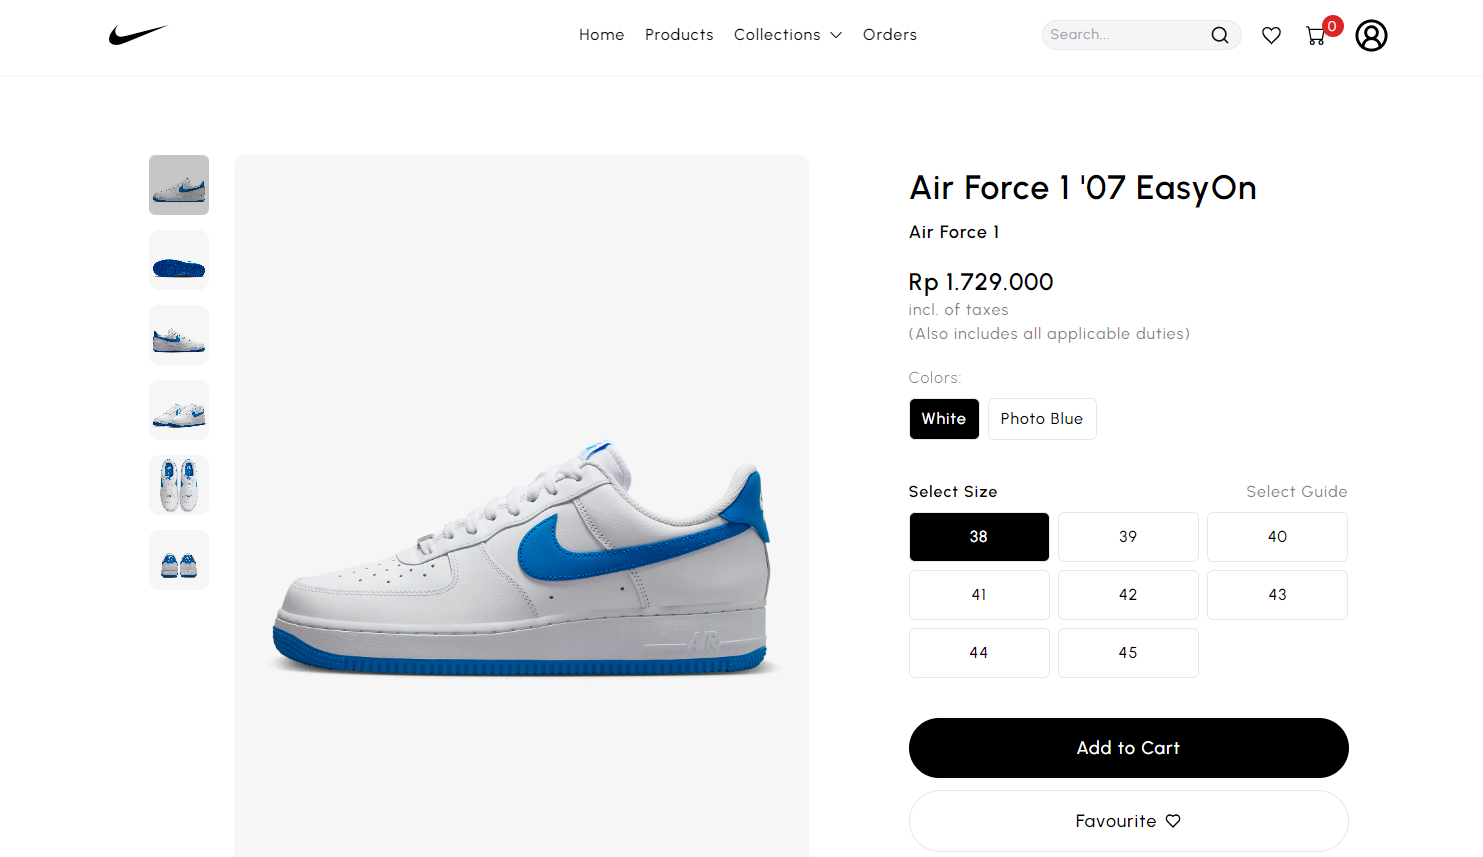 Home Products Collections Orders
Search...
0
Air Force 1 '07 EasyOn
Air Force 1
Rp 1.729.000
incl. of taxes
(Also includes all applicable duties)
Colors:
White Photo Blue
Select Size Select Guide
38 39 40
41 42 43
44 45
Add to Cart
Favourite
AIR